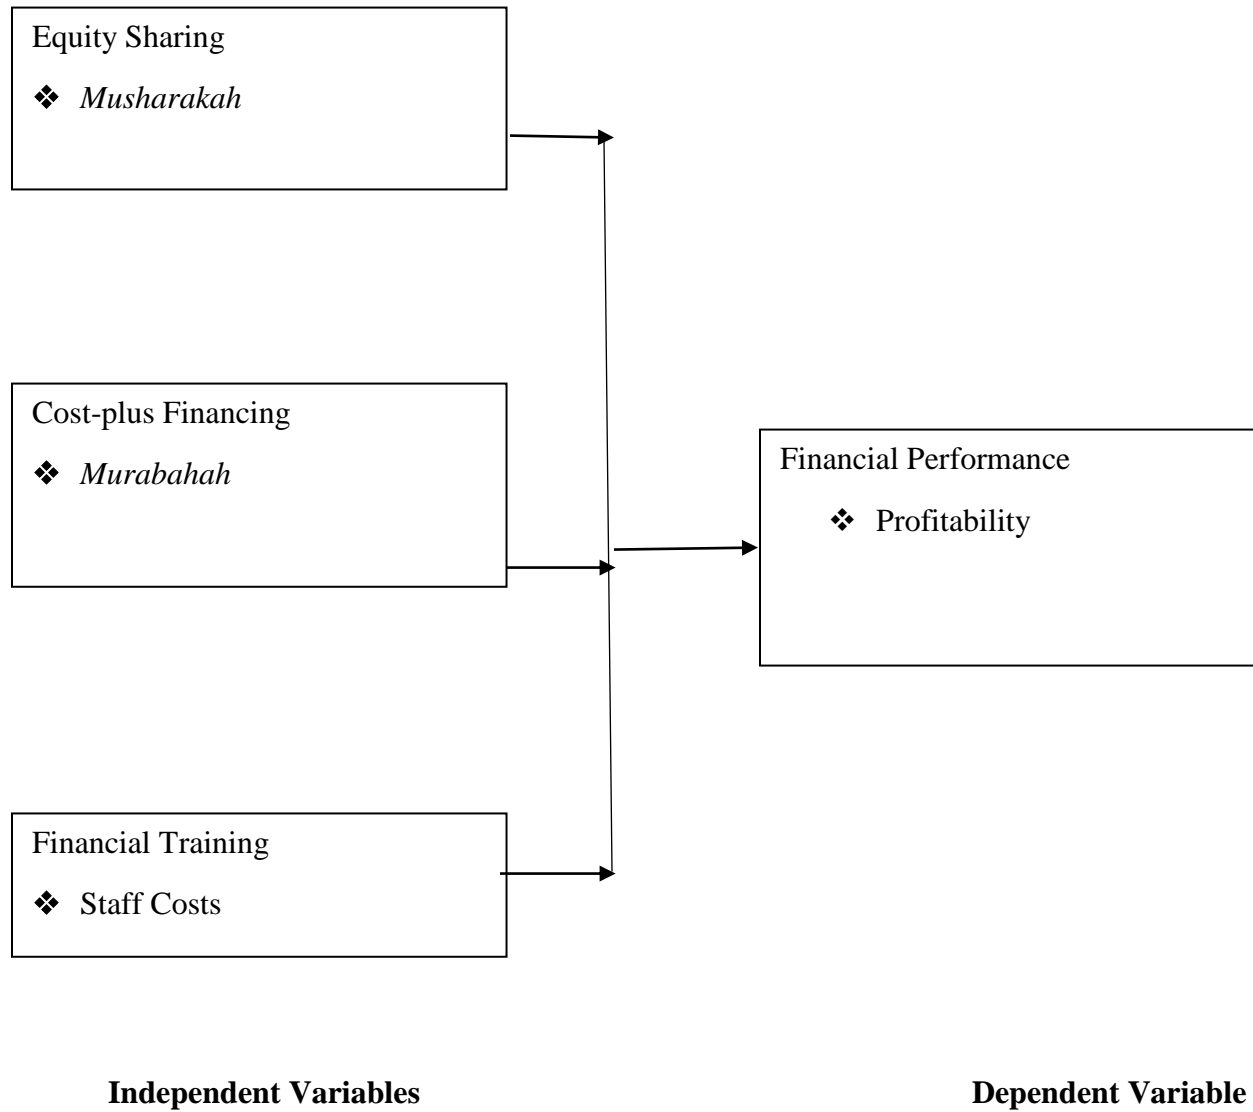 Equity Sharing
❖ Musharakah
Cost-plus Financing
❖ Murabahah
Financial Performance
❖ Profitability
Financial Training
❖ Staff Costs
Independent Variables
Dependent Variable